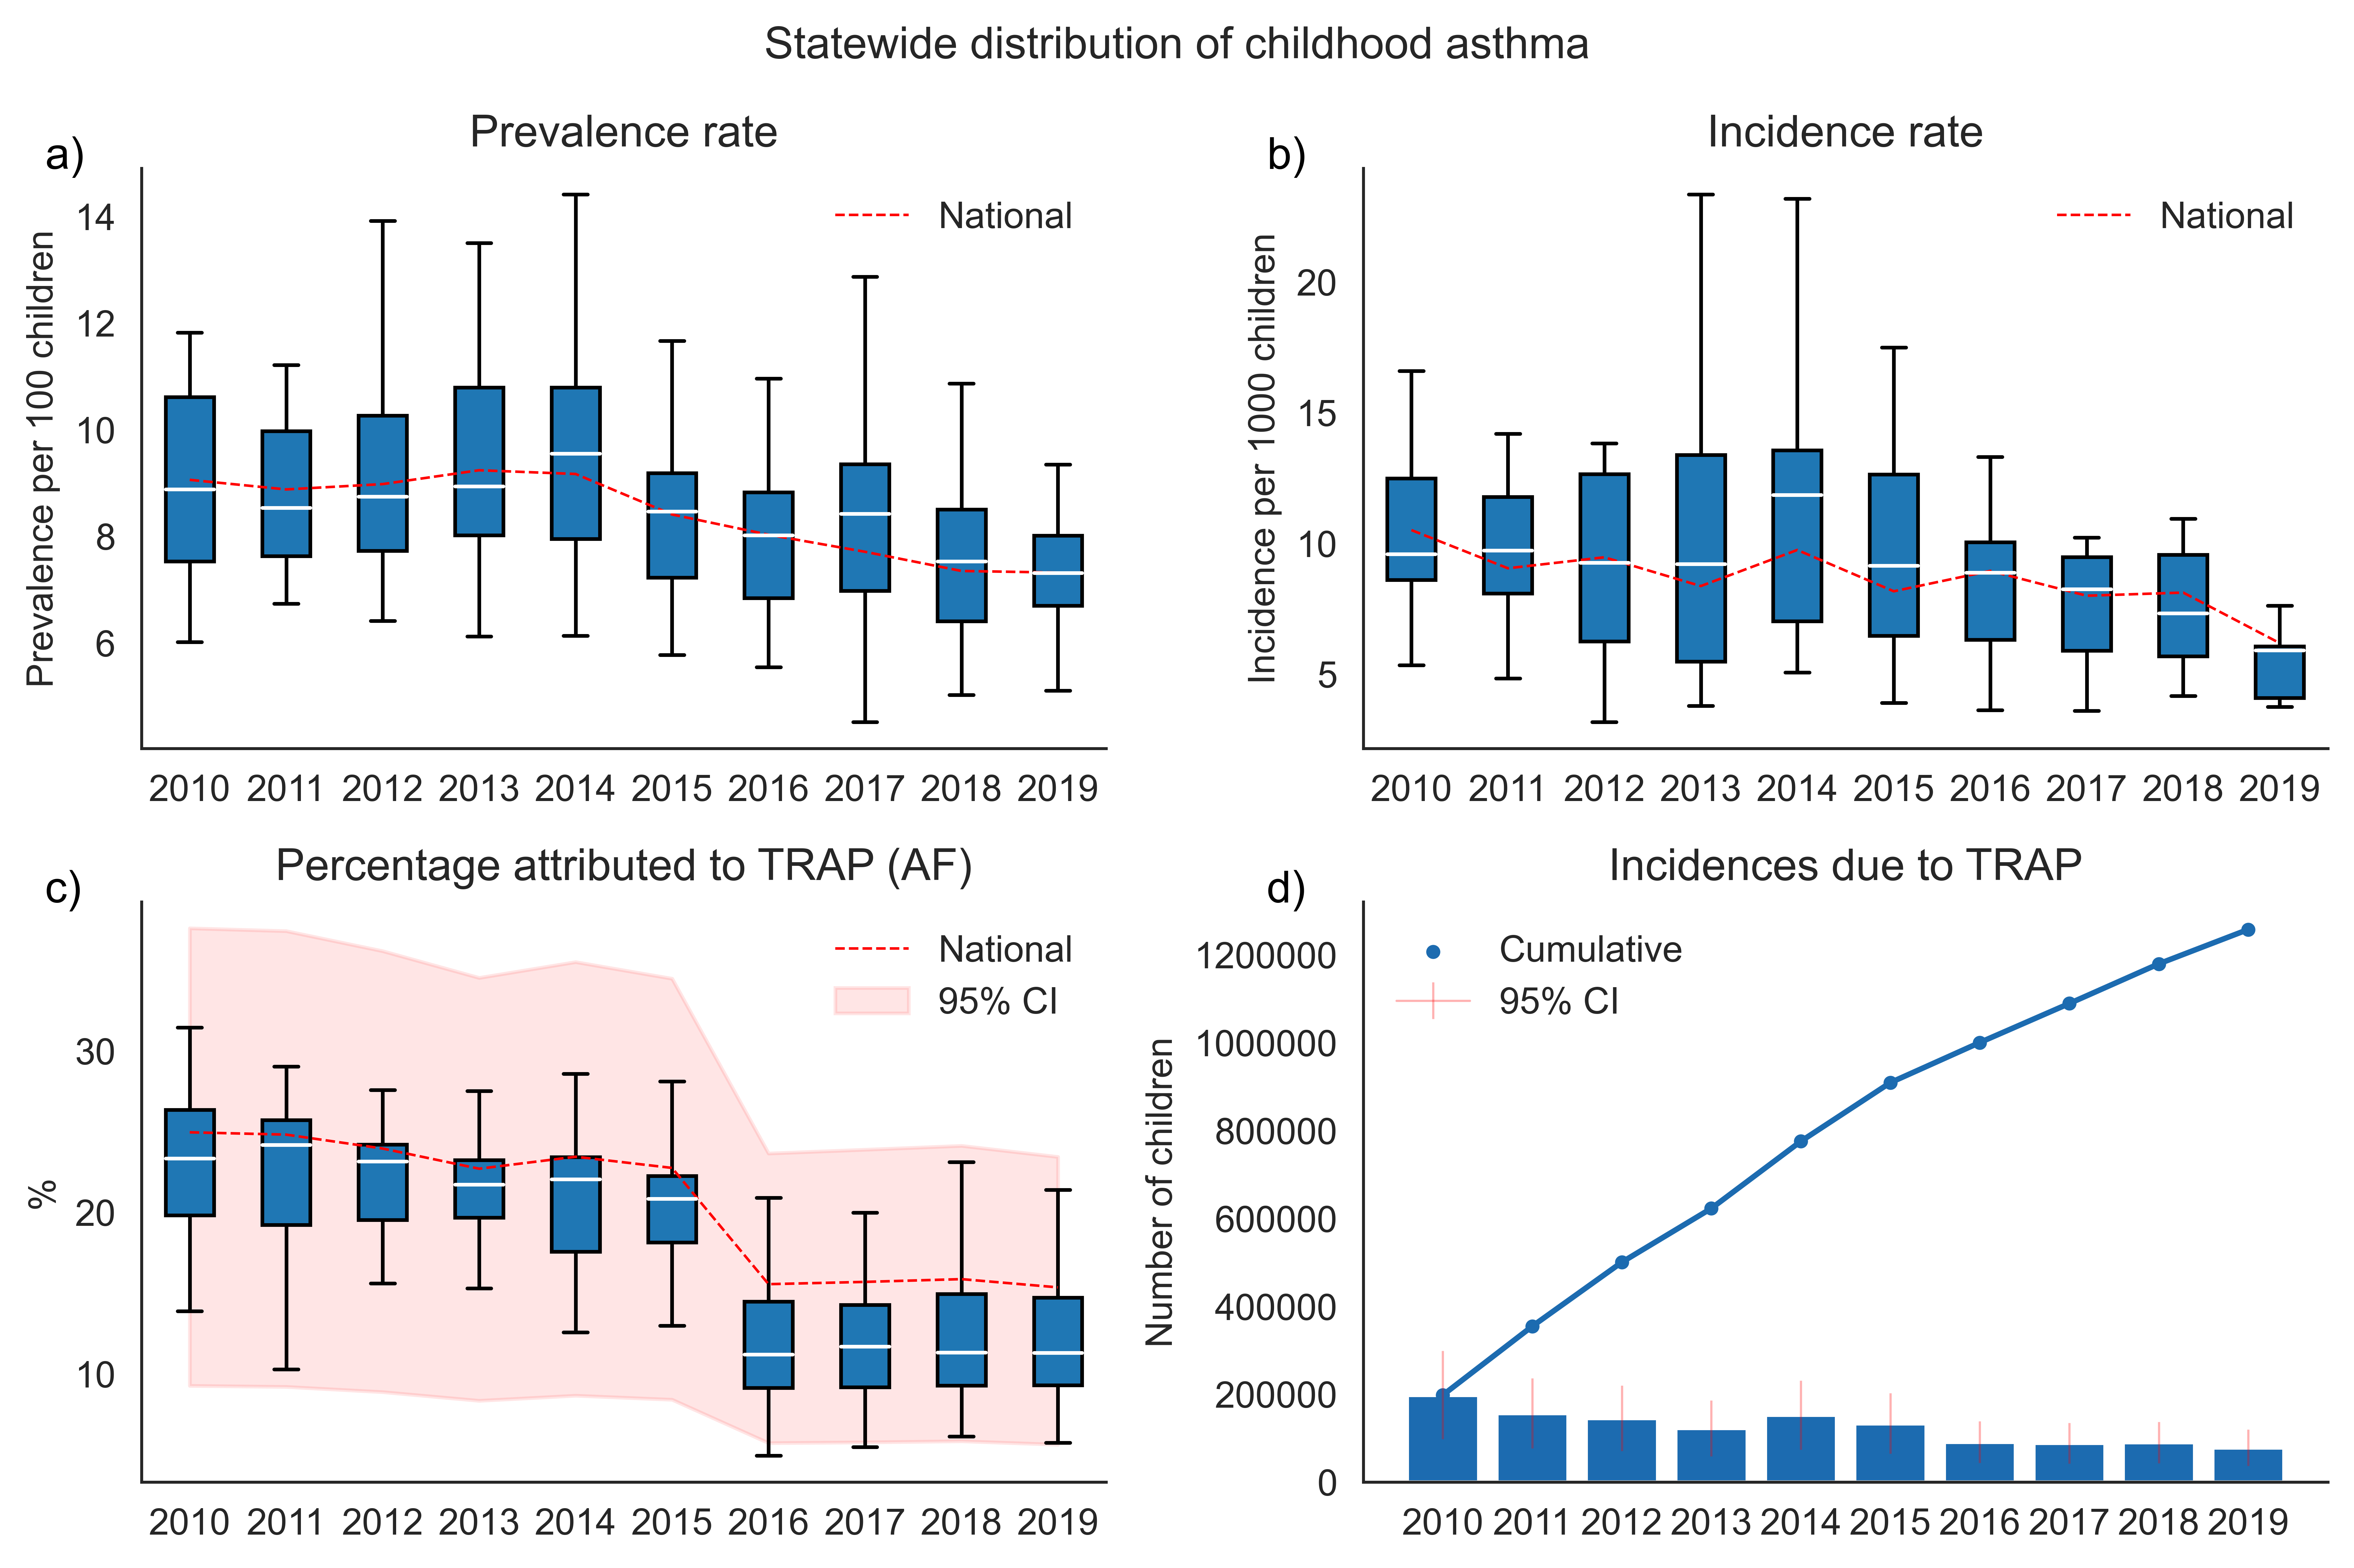 Statewide distribution of childhood asthma
a)
Prevalence rate
Prevalence per 100 children
14
12
10
8
6
National
2010 2011 2012 2013 2014 2015 2016 2017 2018 2019
b)
Incidence rate
Incidence per 1000 children
20
15
10
5
National
2010 2011 2012 2013 2014 2015 2016 2017 2018 2019
c)
Percentage attributed to TRAP (AF)
%
30
20
10
National
95% CI
2010 2011 2012 2013 2014 2015 2016 2017 2018 2019
d)
Incidences due to TRAP
Number of children
1200000
1000000
800000
600000
400000
200000
0
Cumulative
95% CI
2010 2011 2012 2013 2014 2015 2016 2017 2018 2019